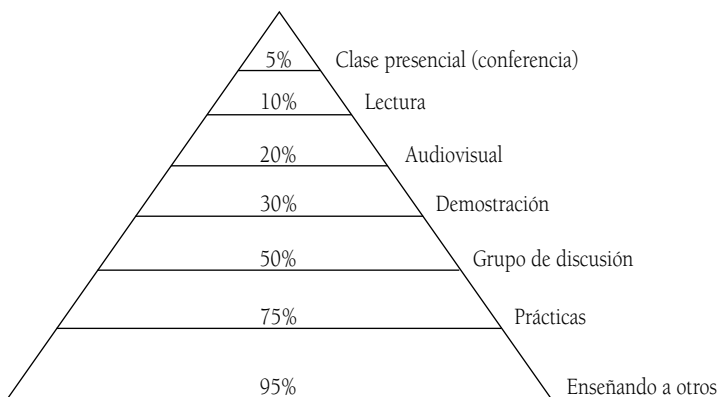 5% Clase presencial (conferencia)
10% Lectura
20% Audiovisual
30% Demostración
50% Grupo de discusión
75% Prácticas
95% Enseñando a otros